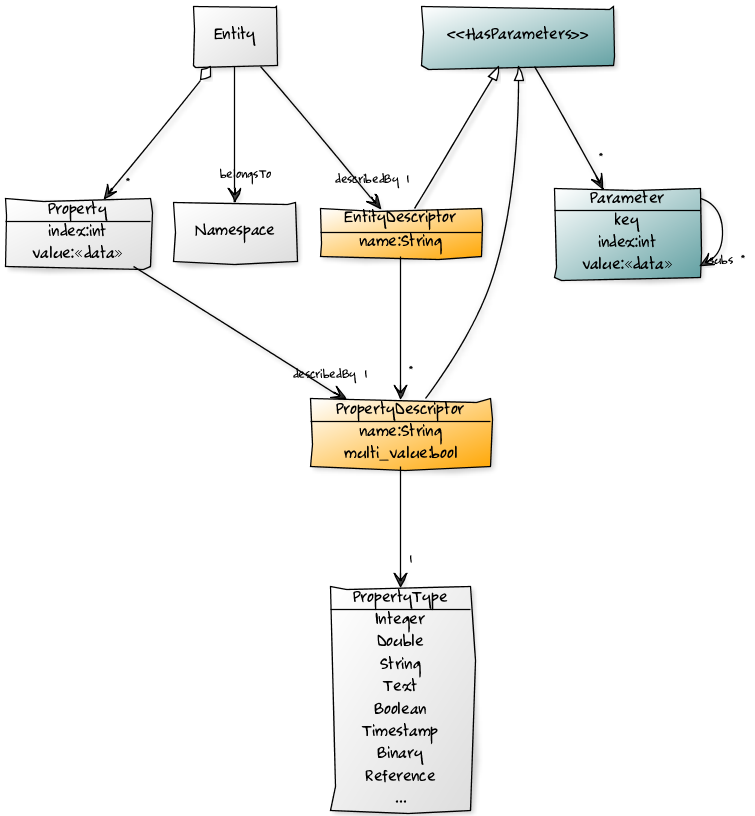 Entity
<<HasParameters>>
*
belongsTo
describedBy 1
*
Property
index:int
value:«data»
Namespace
EntityDescriptor
name:String
Parameter
key
index:int
value:«data»
subs *
describedBy 1
*
PropertyDescriptor
name:String
multi_value:bool
1
PropertyType
Integer
Double
String
Text
Boolean
Timestamp
Binary
Reference
...